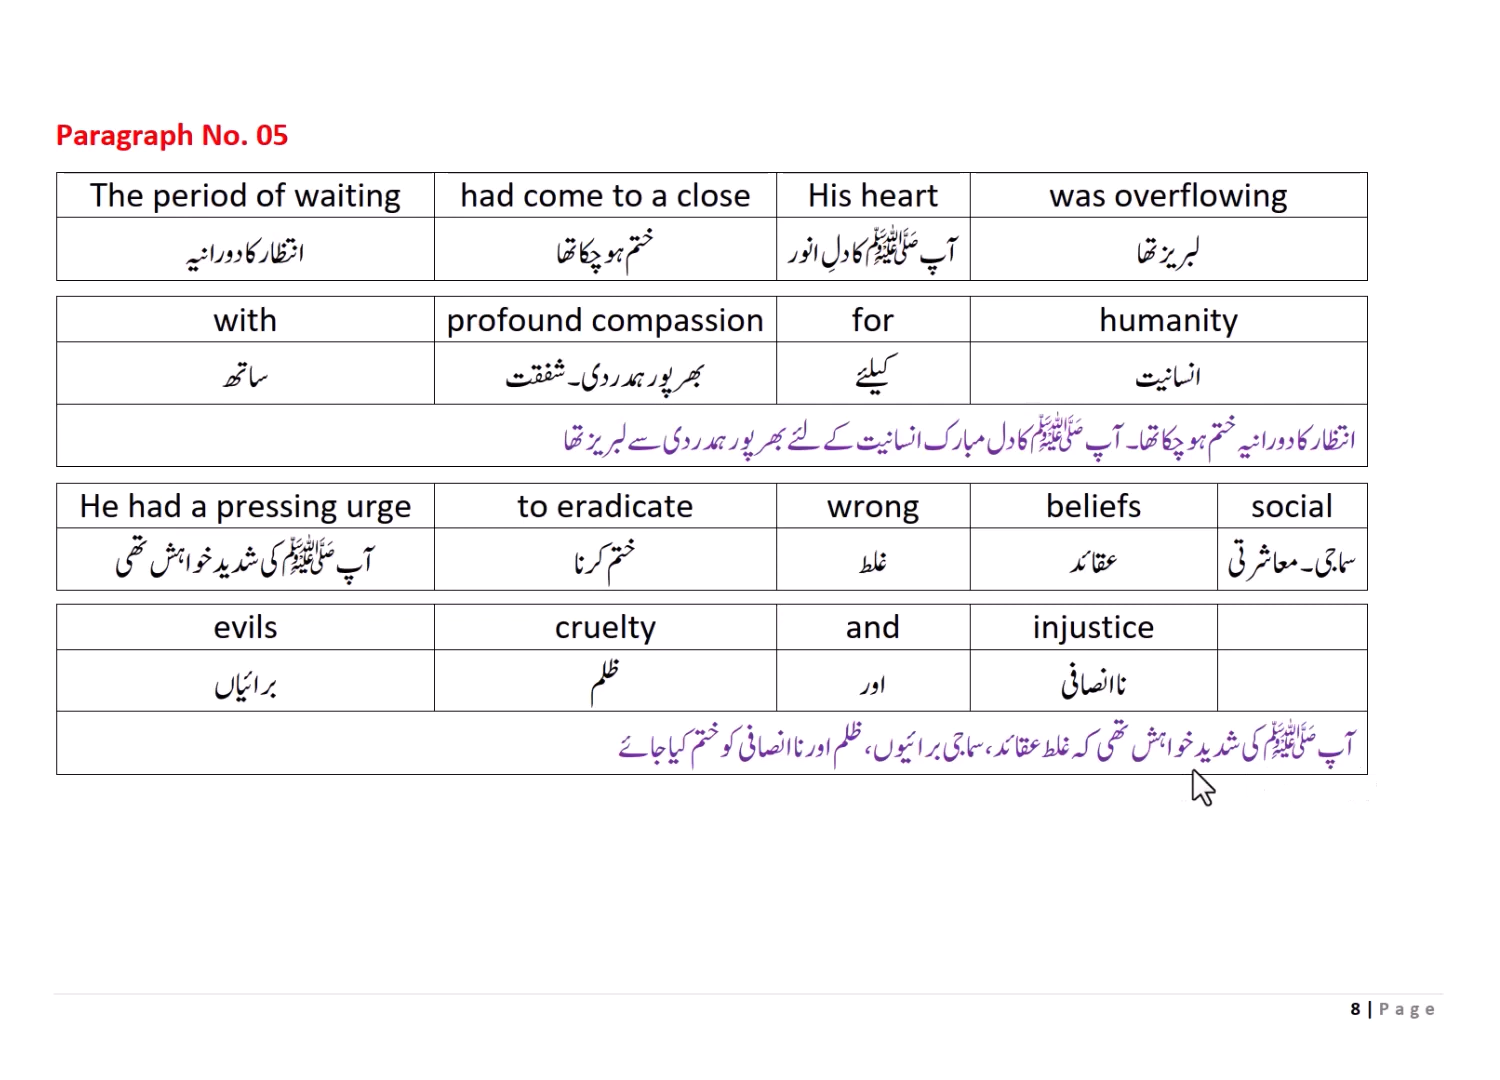 Paragraph No. 05
The period of waiting had come to a close His heart was overflowing
انتظار کا دورانیہ ختم ہو چکا تھا آپ ﷺ کا دلِ انور لبریز تھا
with profound compassion for humanity
ساتھ بھرپور ہمدردی۔ شفقت کیلئے انسانیت
انتظار کا دورانیہ ختم ہو چکا تھا۔ آپ ﷺ کا دل مبارک انسانیت کے لئے بھرپور ہمدردی سے لبریز تھا
He had a pressing urge to eradicate wrong beliefs social
آپ ﷺ کی شدید خواہش تھی ختم کرنا غلط عقائد سماجی۔ معاشرتی
evils cruelty and injustice
برائیاں ظلم اور ناانصافی
آپ ﷺ کی شدید خواہش تھی کہ غلط عقائد، سماجی برائیوں، ظلم اور ناانصافی کو ختم کیا جائے
8 | Page